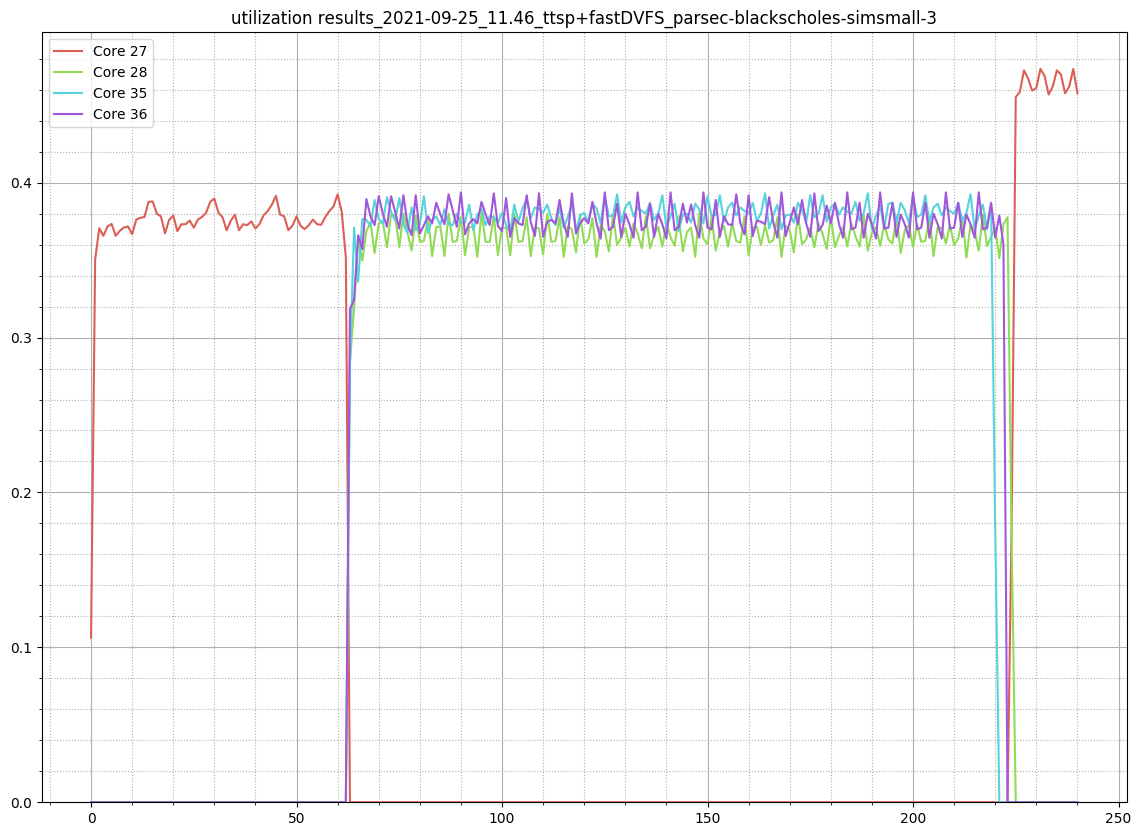 utilization results_2021-09-25_11.46_ttsp+fastDVFS_parsec-blackscholes-simsmall-3
Core 27
Core 28
Core 35
Core 36
0.4
0.3
0.2
0.1
0.0
0 50 100 150 200 250